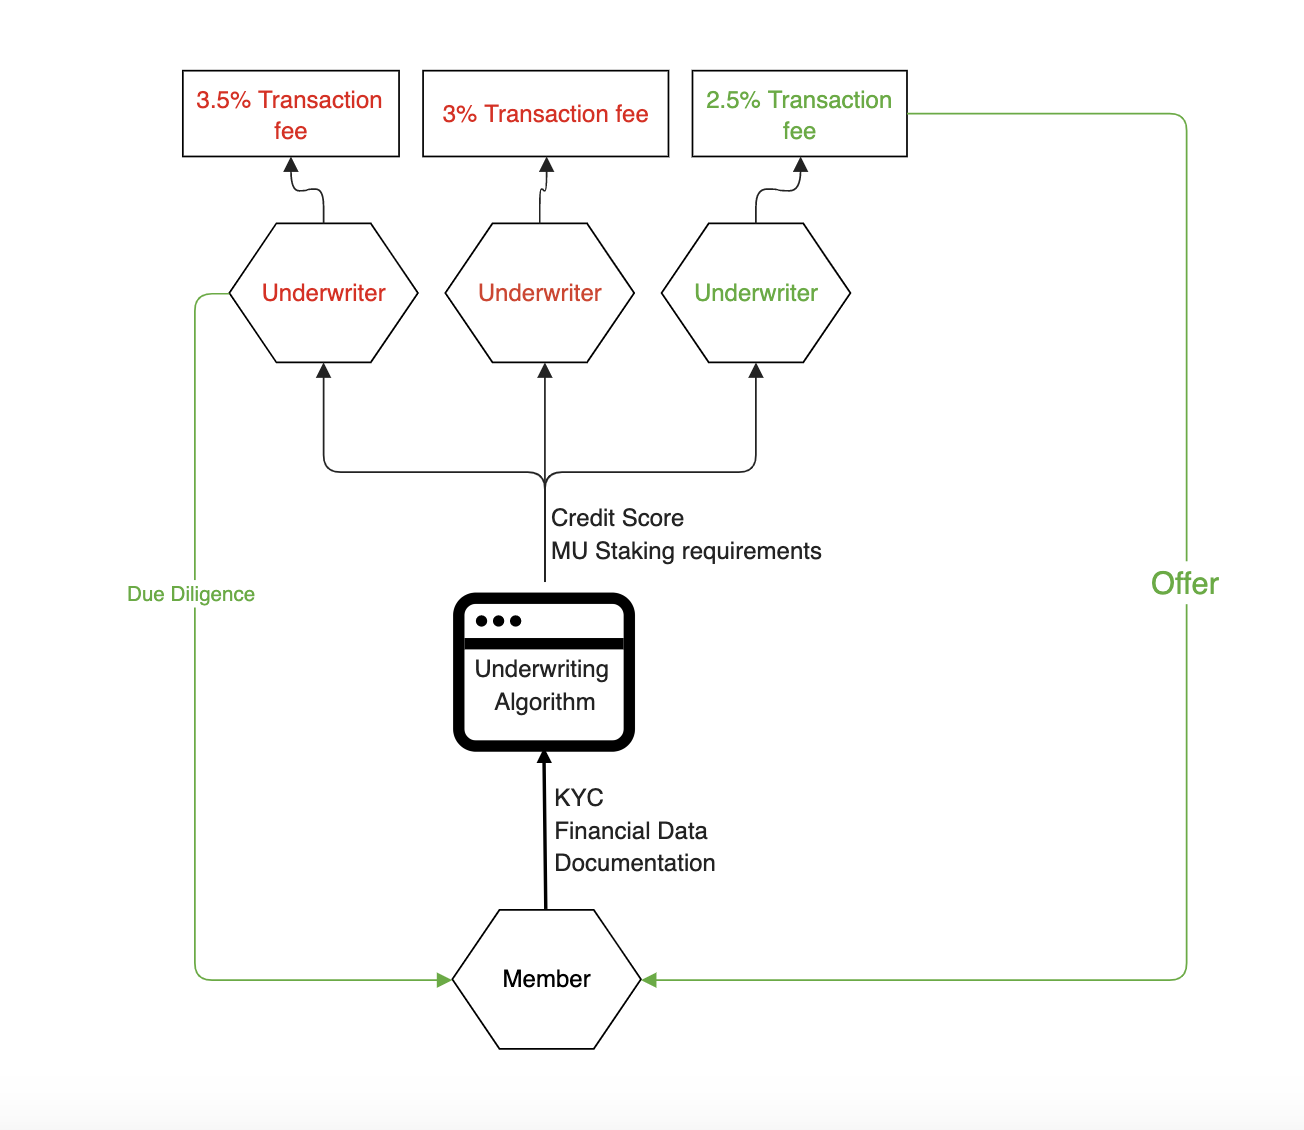 3.5% Transaction
fee
3% Transaction fee
2.5% Transaction
fee
Underwriter
Underwriter
Underwriter
Credit Score
MU Staking requirements
Due Diligence
Offer
Underwriting
Algorithm
KYC
Financial Data
Documentation
Member